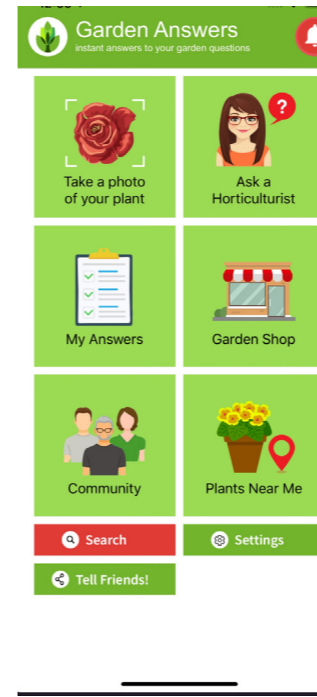 Garden Answers
instant answers to your garden questions
?
Take a photo
of your plant
Ask a
Horticulturist
My Answers
Garden Shop
Community
Plants Near Me
Search
Settings
Tell Friends!